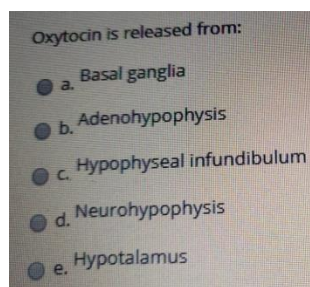 Oxytocin is released from:
a. Basal ganglia
b. Adenohypophysis
c. Hypophyseal infundibulum
d. Neurohypophysis
e. Hypotalamus